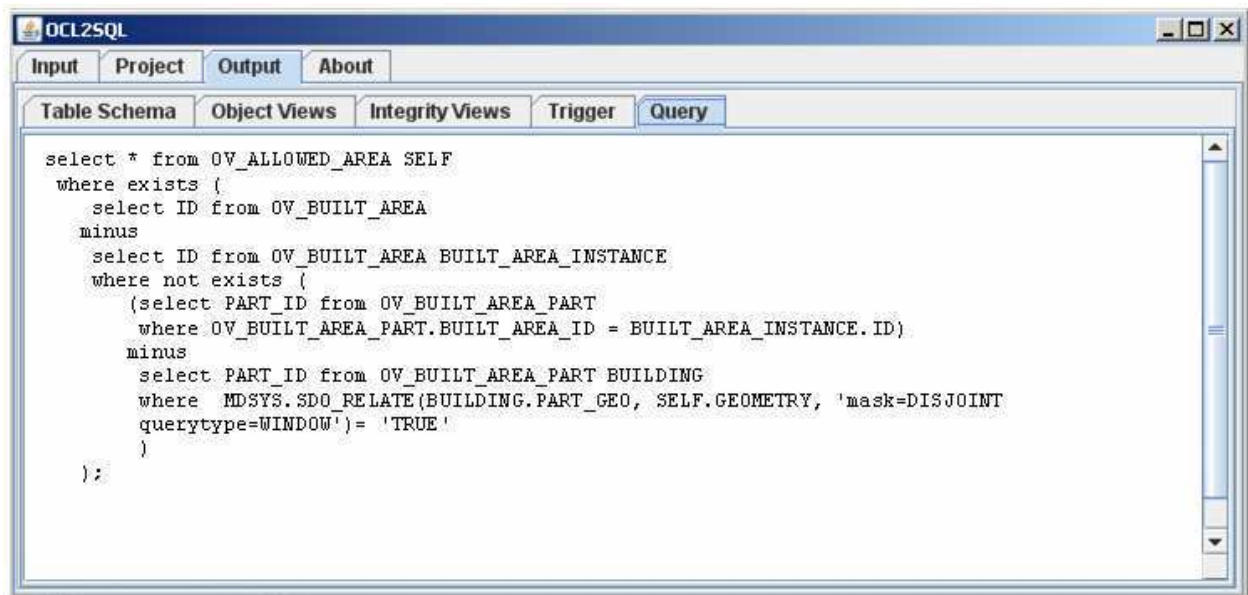 OCL2SQL
Input Project Output About
Table Schema Object Views Integrity Views Trigger Query
select * from OV_ALLOWED_AREA SELF
where exists (
select ID from OV_BUILT_AREA
minus
select ID from OV_BUILT_AREA BUILT_AREA_INSTANCE
where not exists (
(select PART_ID from OV_BUILT_AREA_PART
where OV_BUILT_AREA_PART.BUILT_AREA_ID = BUILT_AREA_INSTANCE.ID)
minus
select PART_ID from OV_BUILT_AREA_PART BUILDING
where MDSYS.SDO_RELATE(BUILDING.PART_GEO, SELF.GEOMETRY, 'mask=DISJOINT
querytype=WINDOW')= 'TRUE'
)
);